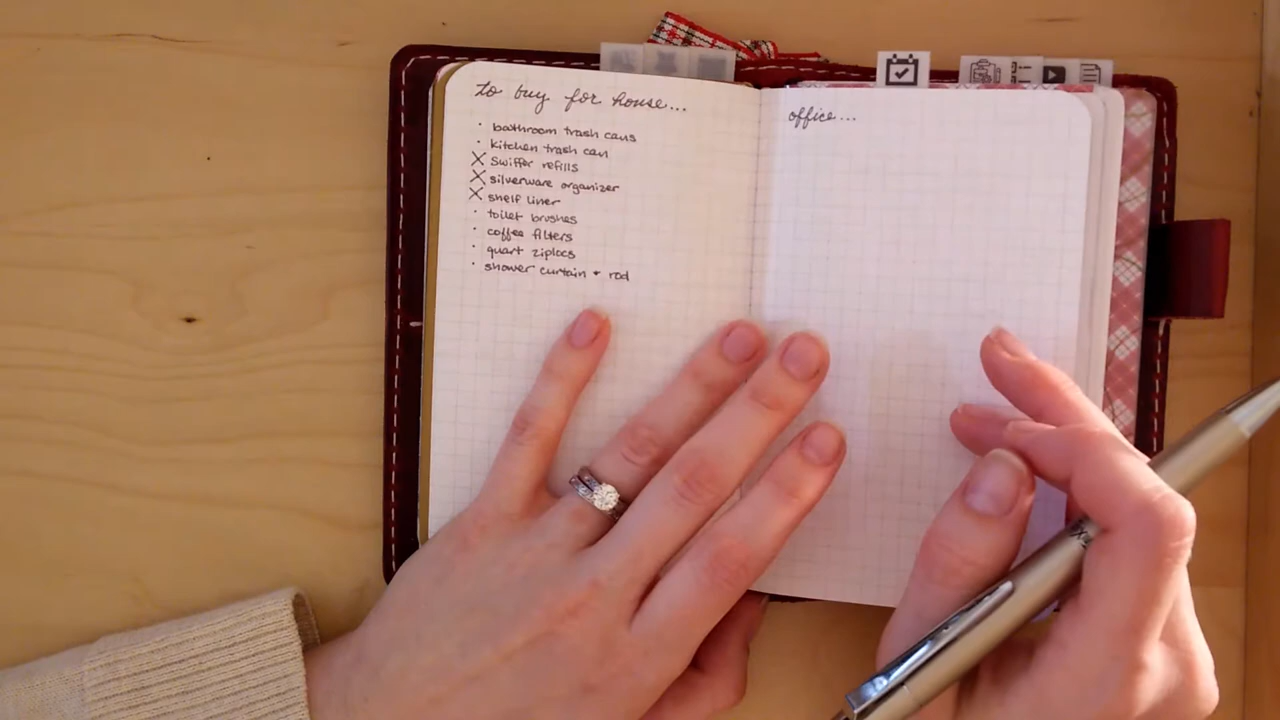 to buy for house...
· bathroom trash cans
· kitchen trash can
X Swiffer refills
X silverware organizer
X shelf liner
· toilet brushes
· coffee filters
· quart ziplocs
· shower curtain + rod
office...